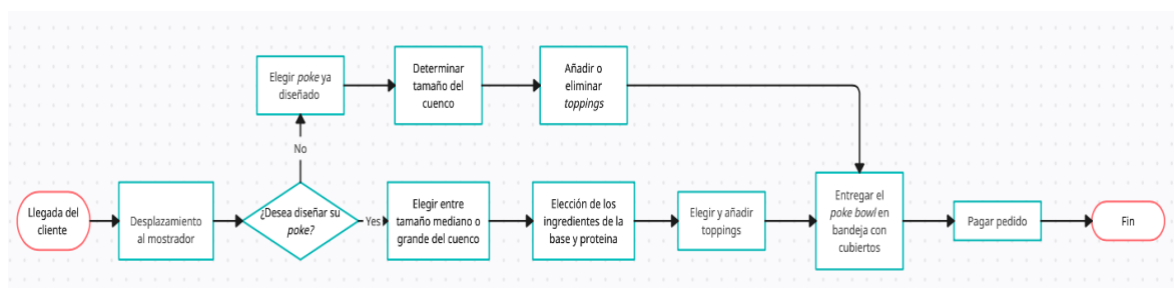 Elegir poke ya
diseñado
Determinar
tamaño del
cuenco
Añadir o
eliminar
toppings
No
Llegada del
cliente
Desplazamiento
al mostrador
¿Desea diseñar su
poke?
Yes
Elegir entre
tamaño mediano o
grande del cuenco
Elección de los
ingredientes de la
base y proteina
Elegir y añadir
toppings
Entregar el
poke bowl en
bandeja con
cubiertos
Pagar pedido
Fin